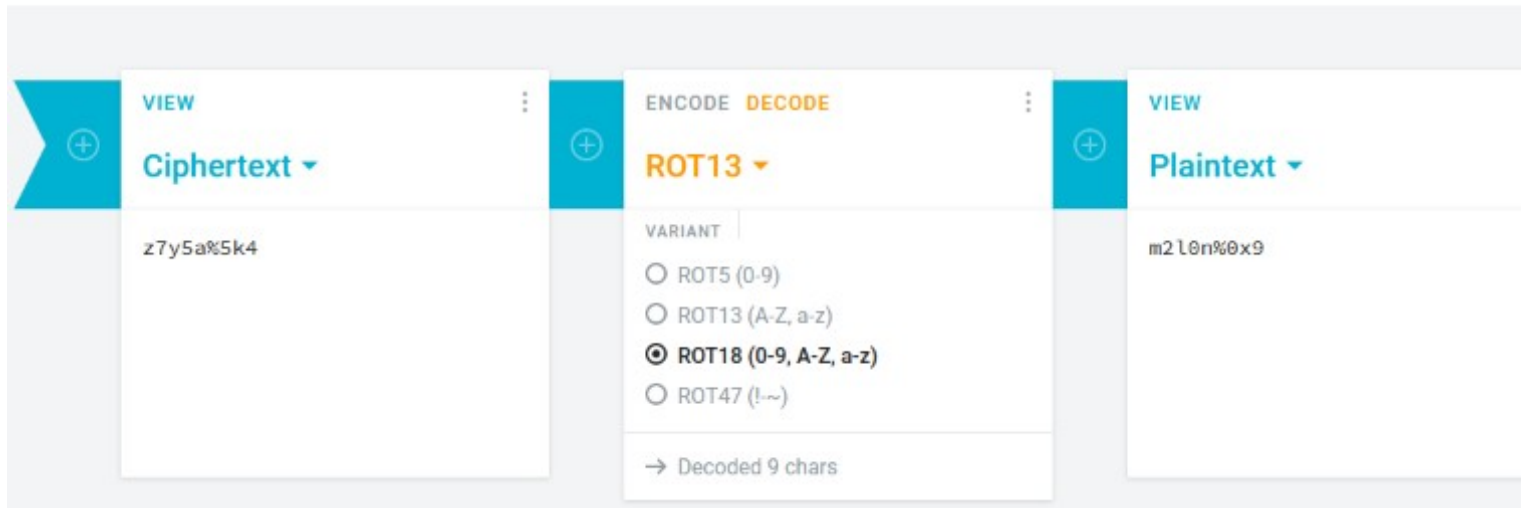 VIEW
Ciphertext
z7y5a%5k4
ENCODE DECODE
ROT13
VARIANT
ROT5 (0-9)
ROT13 (A-Z, a-z)
ROT18 (0-9, A-Z, a-z)
ROT47 (!-~)
→ Decoded 9 chars
VIEW
Plaintext
m2l0n%0x9